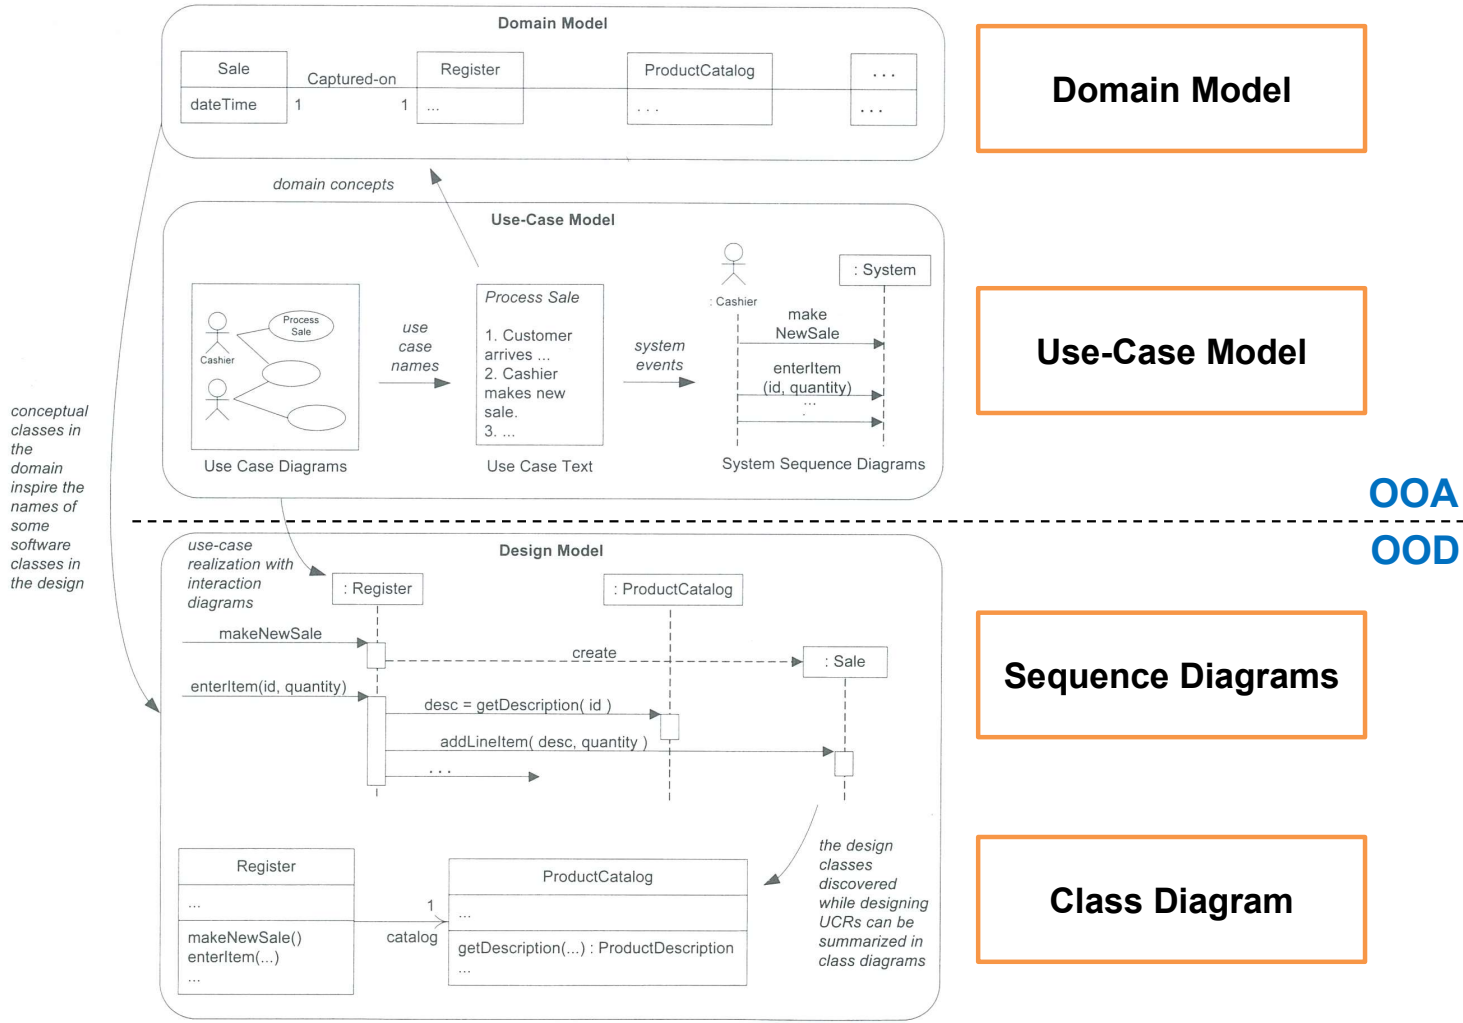 Domain Model
Sale
dateTime
Captured-on
1
1
Register
...
ProductCatalog
. . .
. . .
. . .
Domain Model
domain concepts
Use-Case Model
Cashier
Process
Sale
Use Case Diagrams
use
case
names
Process Sale
1. Customer
arrives ...
2. Cashier
makes new
sale.
3. ...
Use Case Text
system
events
: Cashier
: System
make
NewSale
enterItem
(id, quantity)
...
.
System Sequence Diagrams
Use-Case Model
conceptual
classes in
the
domain
inspire the
names of
some
software
classes in
the design
OOA
OOD
Design Model
use-case
realization with
interaction
diagrams
: Register
: ProductCatalog
makeNewSale
create
: Sale
enterItem(id, quantity)
desc = getDescription( id )
addLineItem( desc, quantity )
. . .
Sequence Diagrams
the design
classes
discovered
while designing
UCRs can be
summarized in
class diagrams
Register
...
makeNewSale()
enterItem(...)
...
1
catalog
ProductCatalog
...
getDescription(...) : ProductDescription
...
Class Diagram